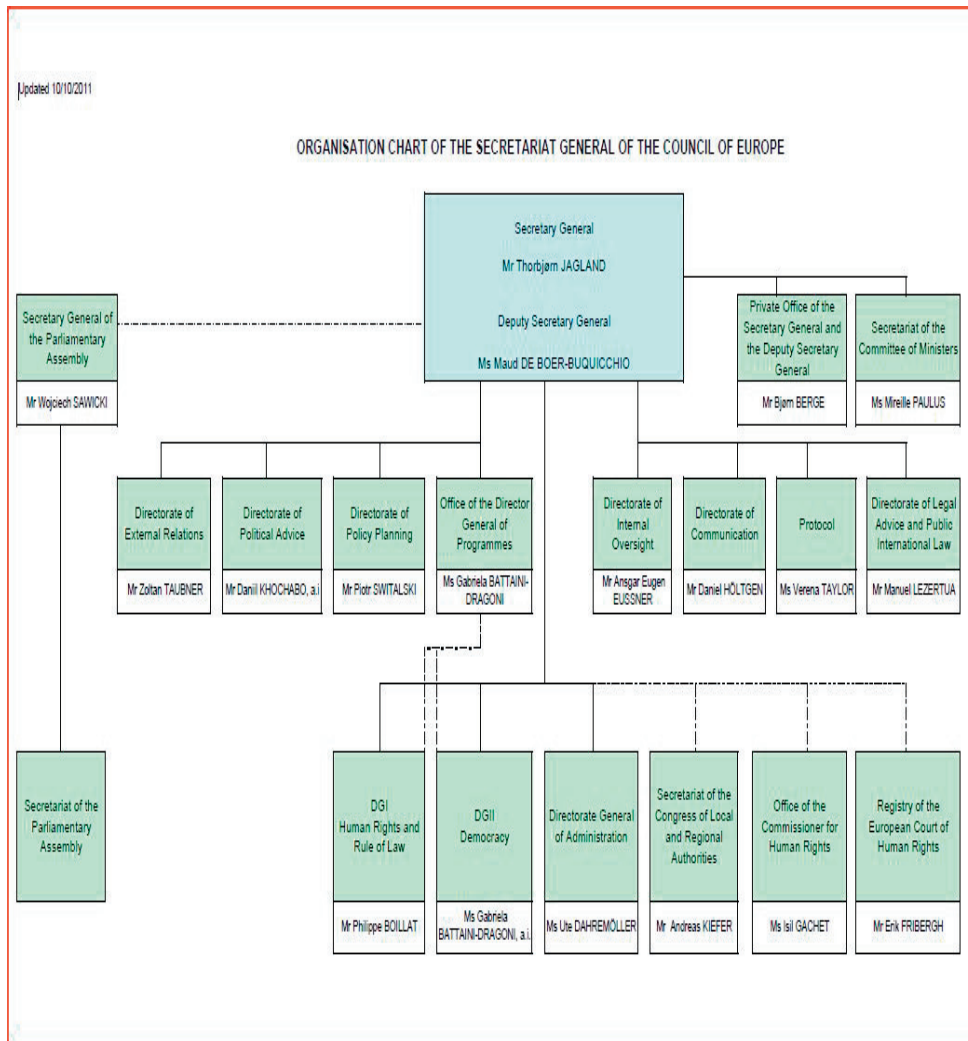 Updated 10/10/2011
ORGANISATION CHART OF THE SECRETARIAT GENERAL OF THE COUNCIL OF EUROPE
Secretary General
Mr Thorbjørn JAGLAND
Deputy Secretary General
Ms Maud DE BOER-BUQUICCHIO
Secretary General of
the Parliamentary
Assembly
Mr Wojciech SAWICKI
Private Office of the
Secretary General and
the Deputy Secretary
General
Mr Bjørn BERGE
Secretariat of the
Committee of Ministers
Ms Mireille PAULUS
Directorate of
External Relations
Mr Zoltan TAUBNER
Directorate of
Political Advice
Mr Daniil KHOCHABO, a.i
Directorate of
Policy Planning
Mr Piotr SWITALSKI
Office of the Director
General of
Programmes
Ms Gabriela BATTAINI-
DRAGONI
Directorate of
Internal
Oversight
Mr Ansgar Eugen
EUSSNER
Directorate of
Communication
Mr Daniel HÖLTGEN
Protocol
Ms Verena TAYLOR
Directorate of Legal
Advice and Public
International Law
Mr Manuel LEZERTUA
Secretariat of the
Parliamentary
Assembly
DGI
Human Rights and
Rule of Law
Mr Philippe BOILLAT
DGII
Democracy
Ms Gabriela
BATTAINI-DRAGONI, a.i.
Directorate General
of Administration
Ms Ute DAHREMÖLLER
Secretariat of the
Congress of Local
and Regional
Authorities
Mr Andreas KIEFER
Office of the
Commissioner for
Human Rights
Ms Isil GACHET
Registry of the
European Court of
Human Rights
Mr Erik FRIBERGH